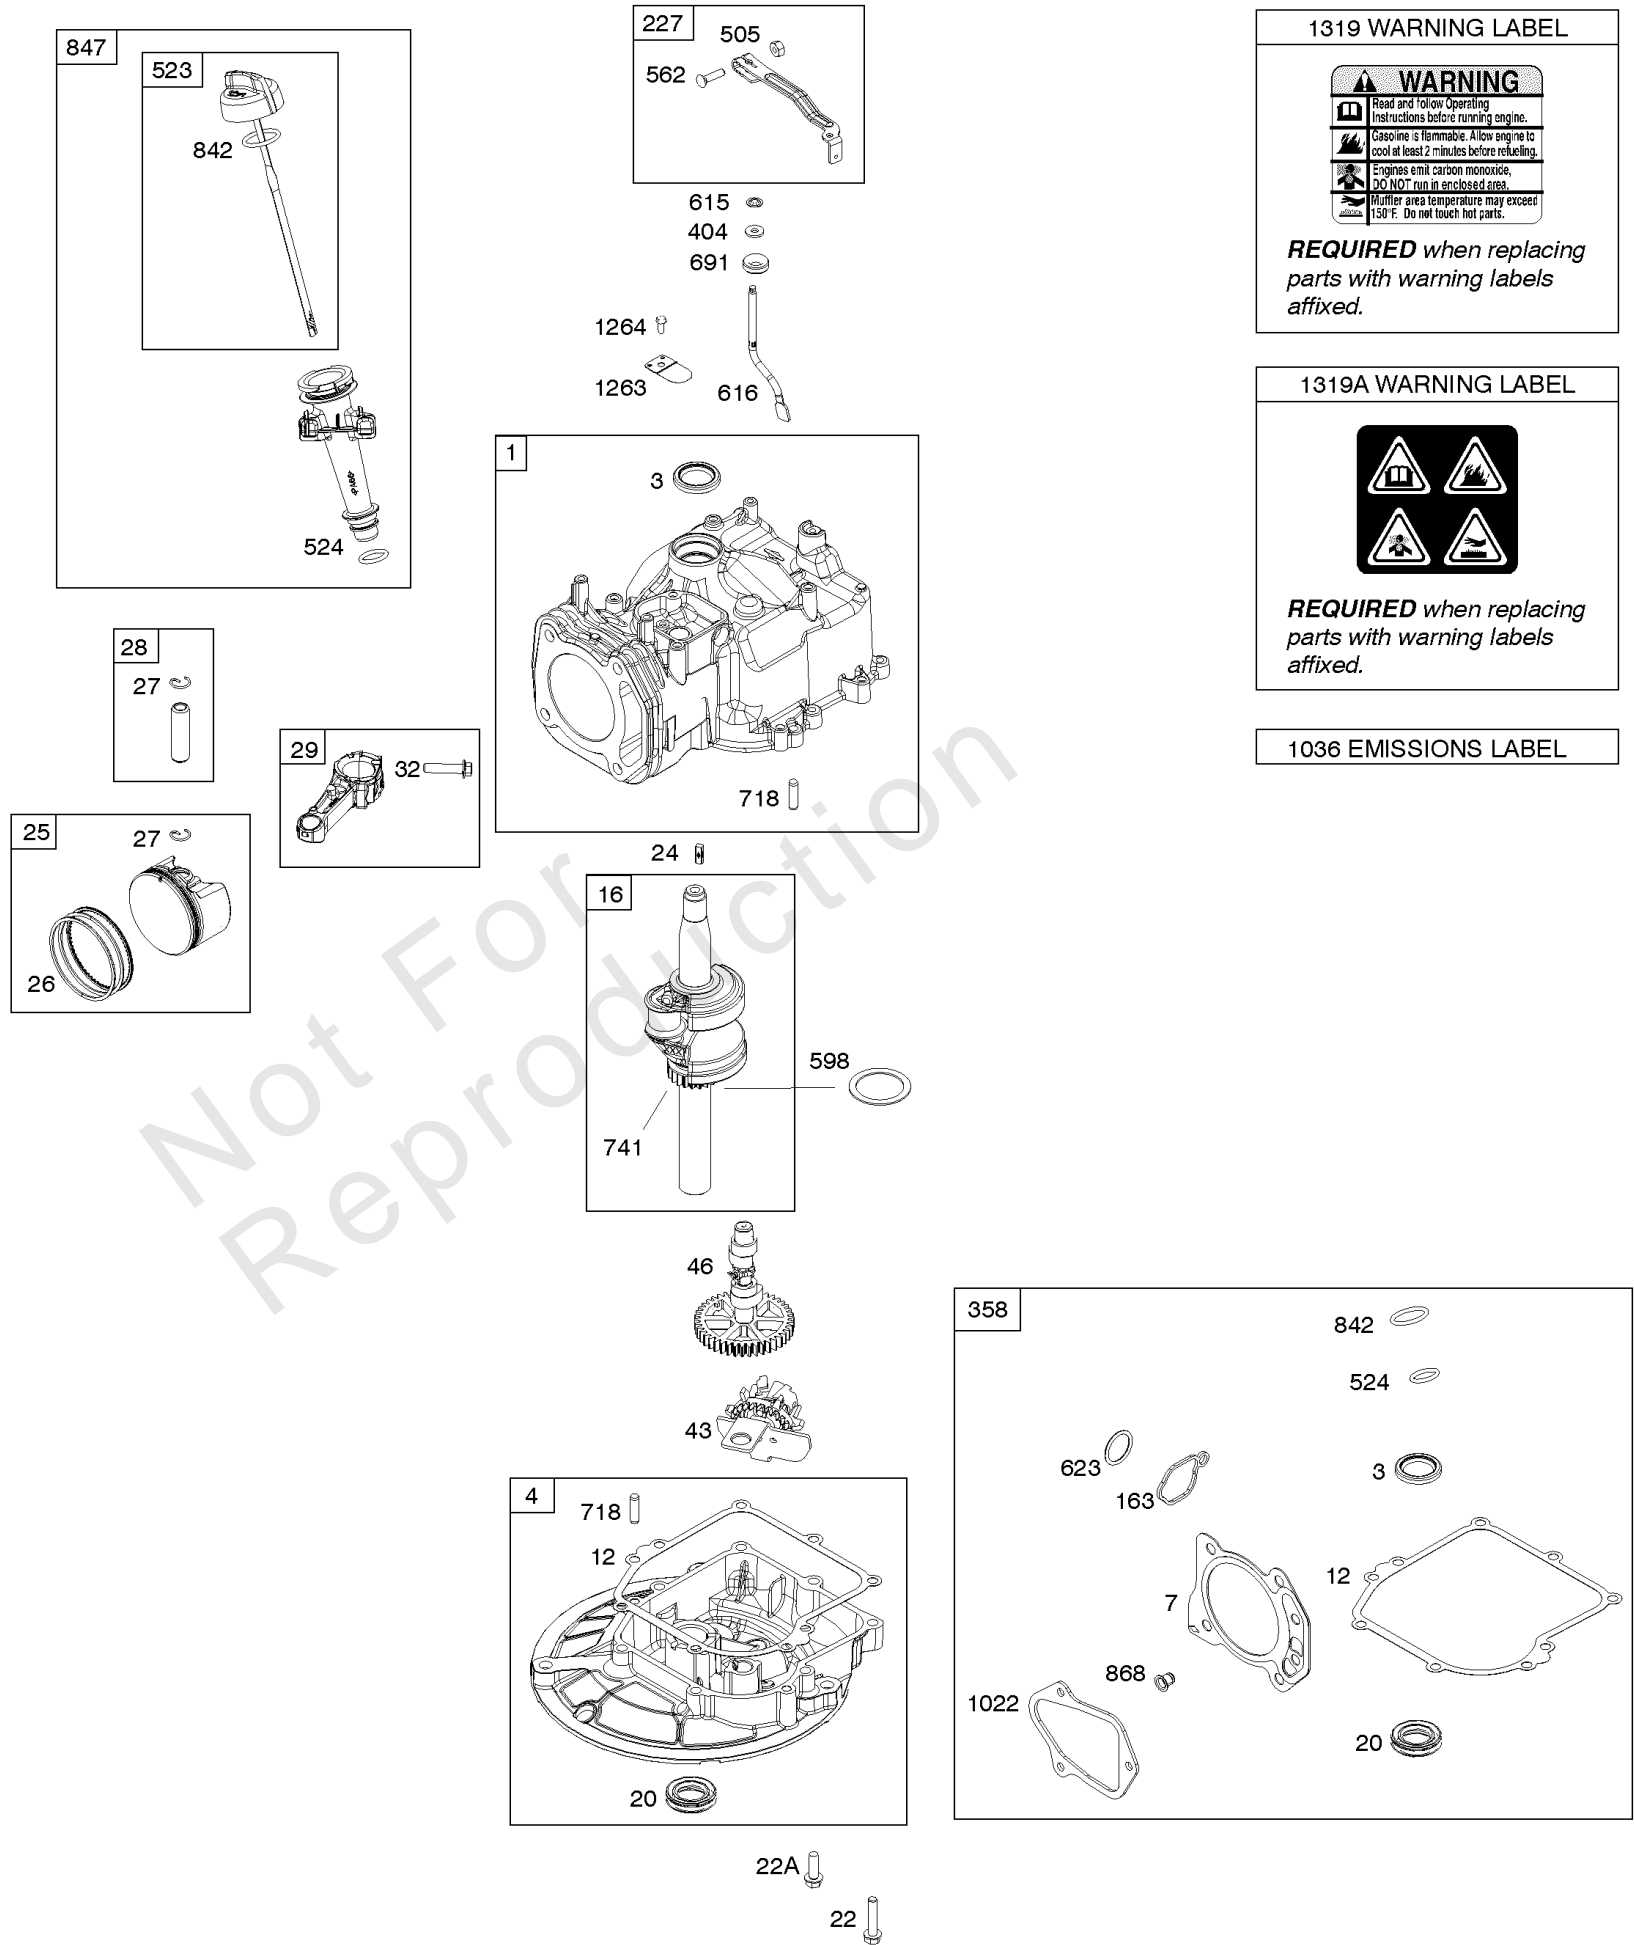 847
523
842
524
227
505
562
615
404
691
1264
1263
616
1319 WARNING LABEL
WARNING
Read and follow Operating
Instructions before running engine.
Gasoline is flammable. Allow engine to
cool at least 2 minutes before refueling.
Engines emit carbon monoxide,
DO NOT run in enclosed area.
Muffler area temperature may exceed
150°F. Do not touch hot parts.
REQUIRED when replacing
parts with warning labels
affixed.
1319A WARNING LABEL
REQUIRED when replacing
parts with warning labels
affixed.
1036 EMISSIONS LABEL
1
3
718
28
27
29
32
25
27
26
24
16
598
741
46
43
4
718
12
20
22A
22
358
842
524
623
163
3
12
7
868
1022
20
Not For
Reproduction